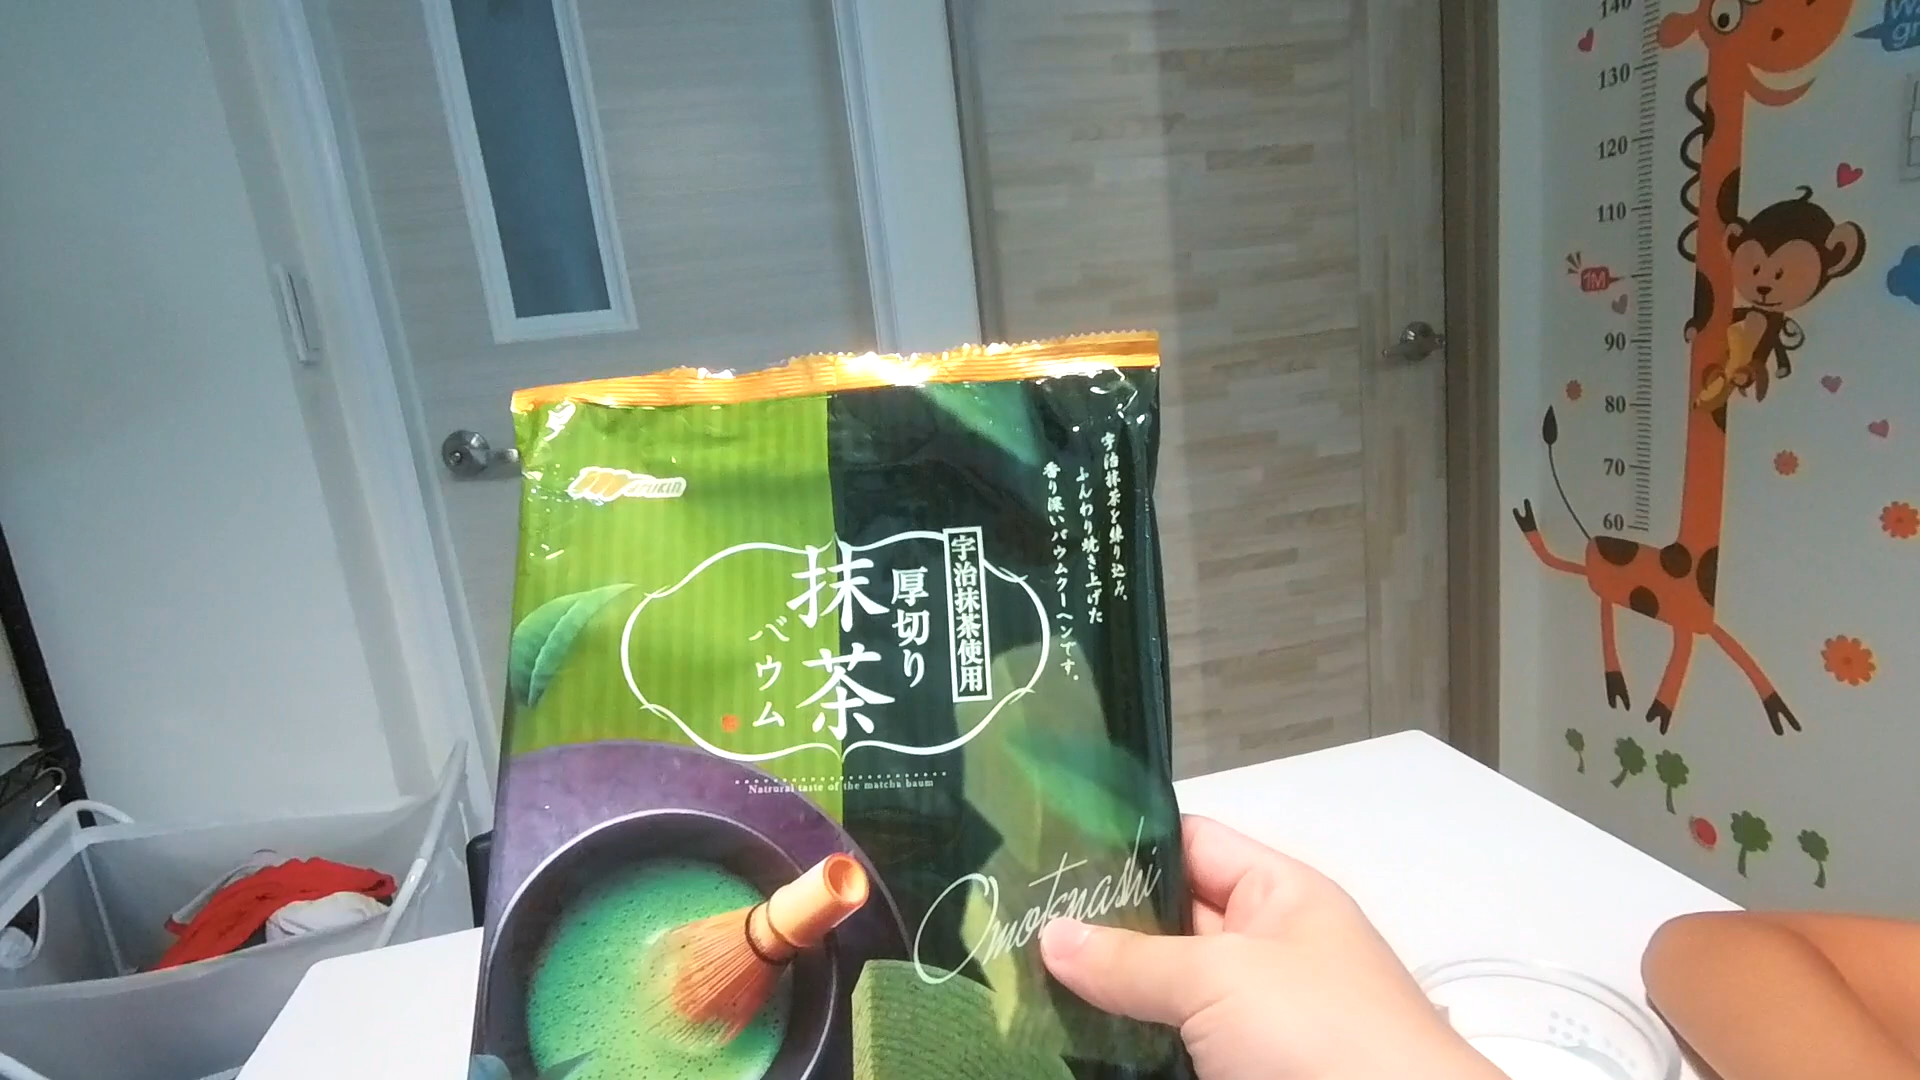 宇治抹茶を練り込み、
ふんわり焼き上げた
香り深いバウムクーヘンです。
宇治抹茶使用
厚切り
抹茶
バウム
Natrural taste of the matcha baum
Omotenashi
140
130
120
110
1M
90
80
70
60